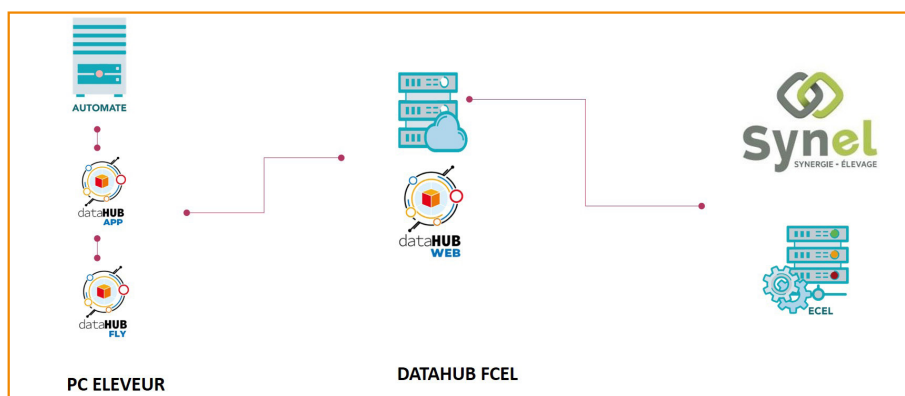 AUTOMATE
dataHUB
APP
dataHUB
FLY
PC ELEVEUR
dataHUB
WEB
DATAHUB FCEL
Synel
SYNERGIE - ÉLEVAGE
ECEL